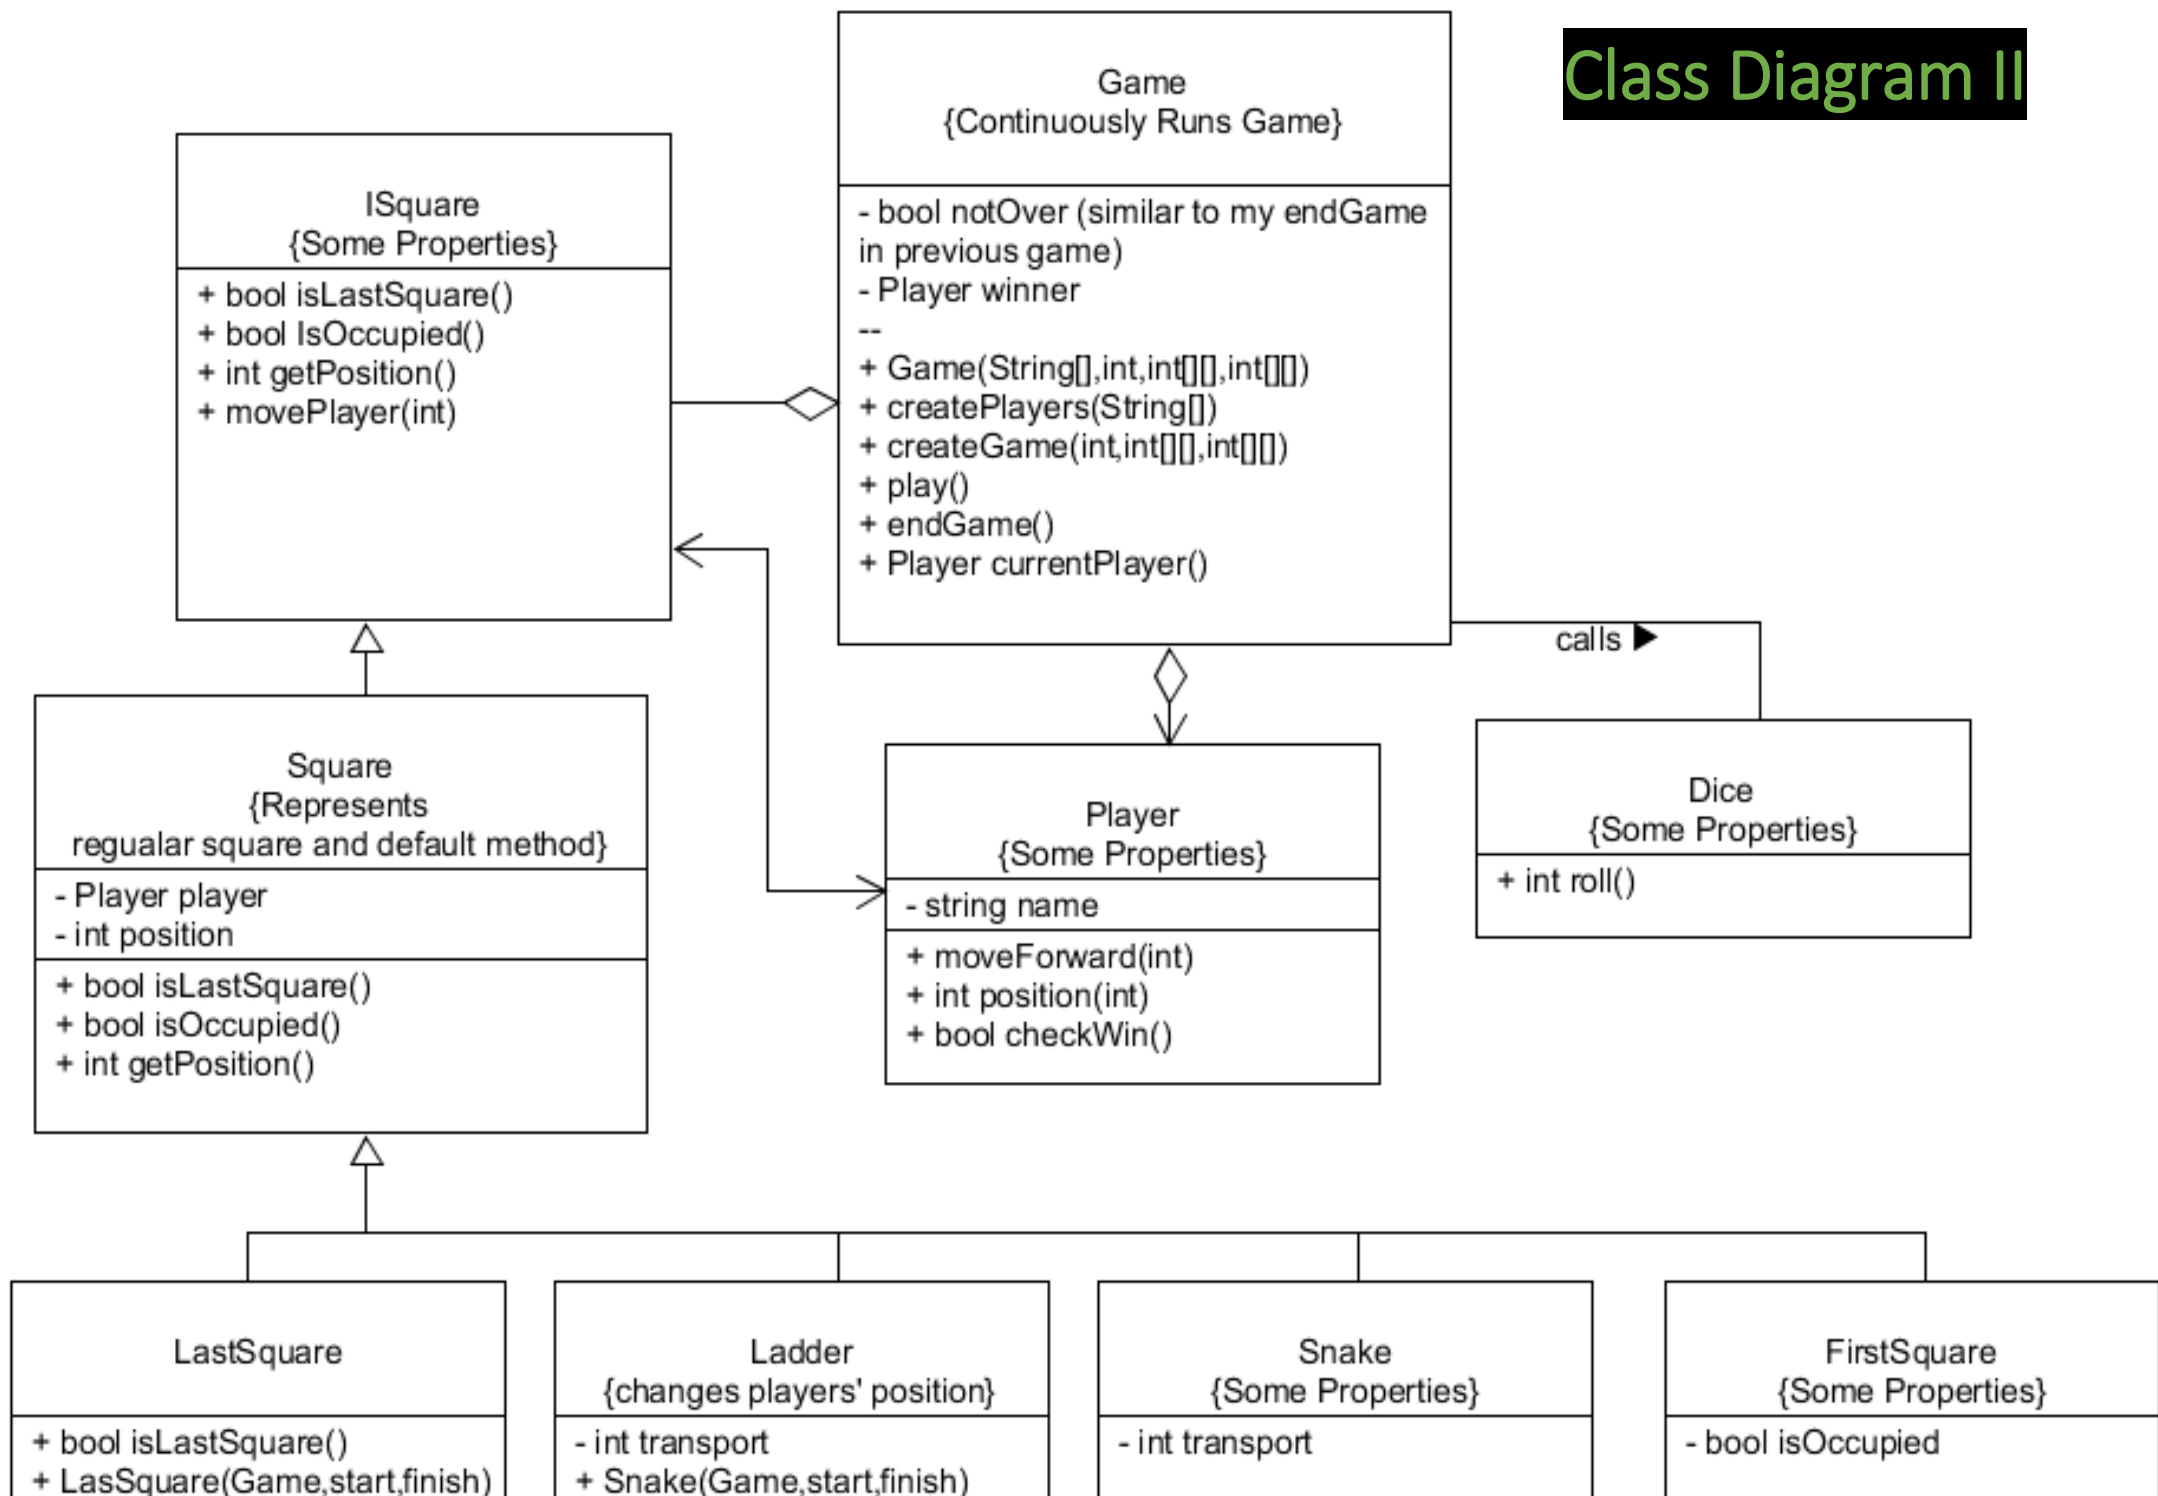 Class Diagram II
Game
{Continuously Runs Game}
- bool notOver (similar to my endGame
in previous game)
- Player winner
--
+ Game(String[],int,int[][],int[][])
+ createPlayers(String[])
+ createGame(int,int[][],int[][])
+ play()
+ endGame()
+ Player currentPlayer()
ISquare
{Some Properties}
+ bool isLastSquare()
+ bool IsOccupied()
+ int getPosition()
+ movePlayer(int)
calls
Square
{Represents
regualar square and default method}
- Player player
- int position
+ bool isLastSquare()
+ bool isOccupied()
+ int getPosition()
Player
{Some Properties}
- string name
+ moveForward(int)
+ int position(int)
+ bool checkWin()
Dice
{Some Properties}
+ int roll()
LastSquare
+ bool isLastSquare()
+ LasSquare(Game,start,finish)
Ladder
{changes players' position}
- int transport
+ Snake(Game,start,finish)
Snake
{Some Properties}
- int transport
FirstSquare
{Some Properties}
- bool isOccupied